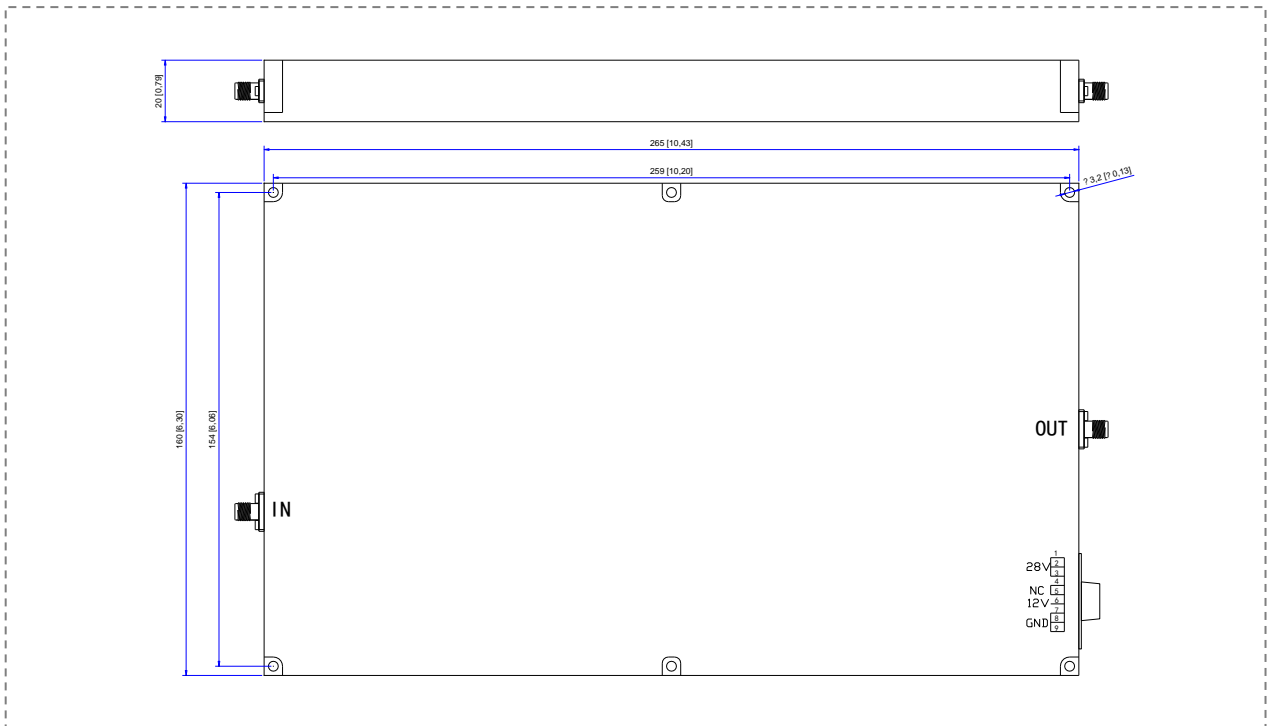 20 [0,79]
265 [10,43]
259 [10,20]
? 3,2 [? 0,13]
160 [6,30]
154 [6,06]
OUT
IN
1
28V 2
3
4
NC 5
12V 6
7
GND 8
9